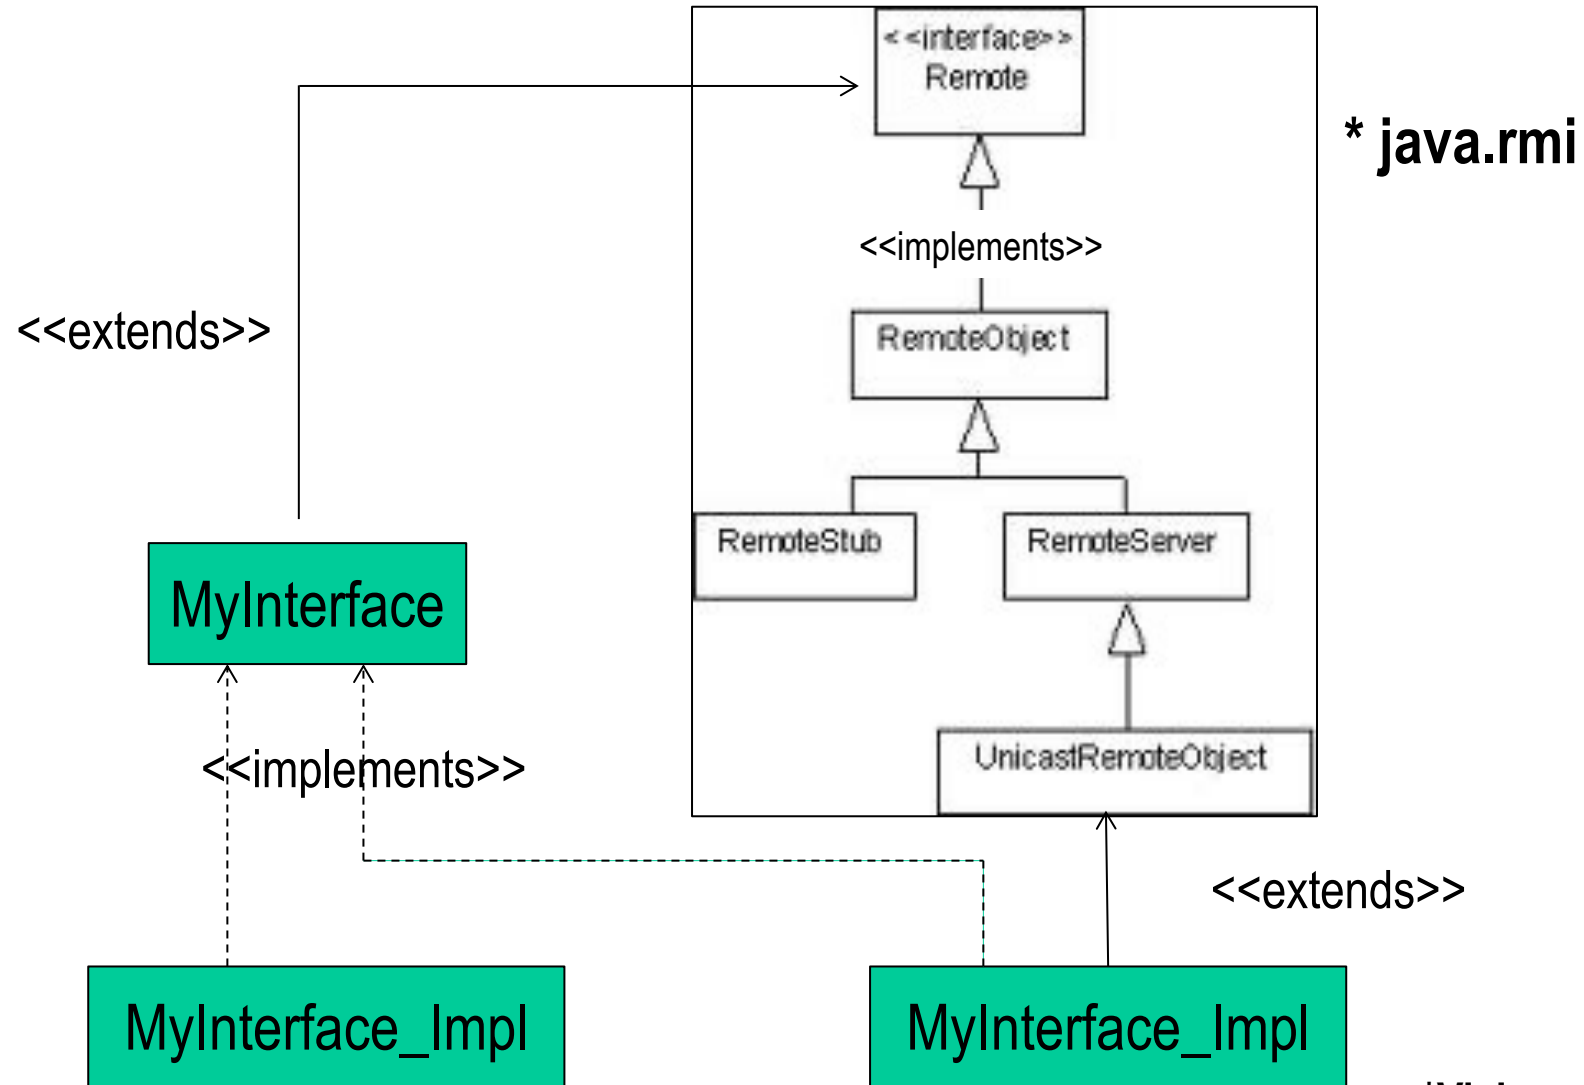 <<interface>>
Remote
* java.rmi
<<implements>>
<<extends>>
RemoteObject
RemoteStub
RemoteServer
MyInterface
<<implements>>
UnicastRemoteObject
<<extends>>
MyInterface_Impl
MyInterface_Impl